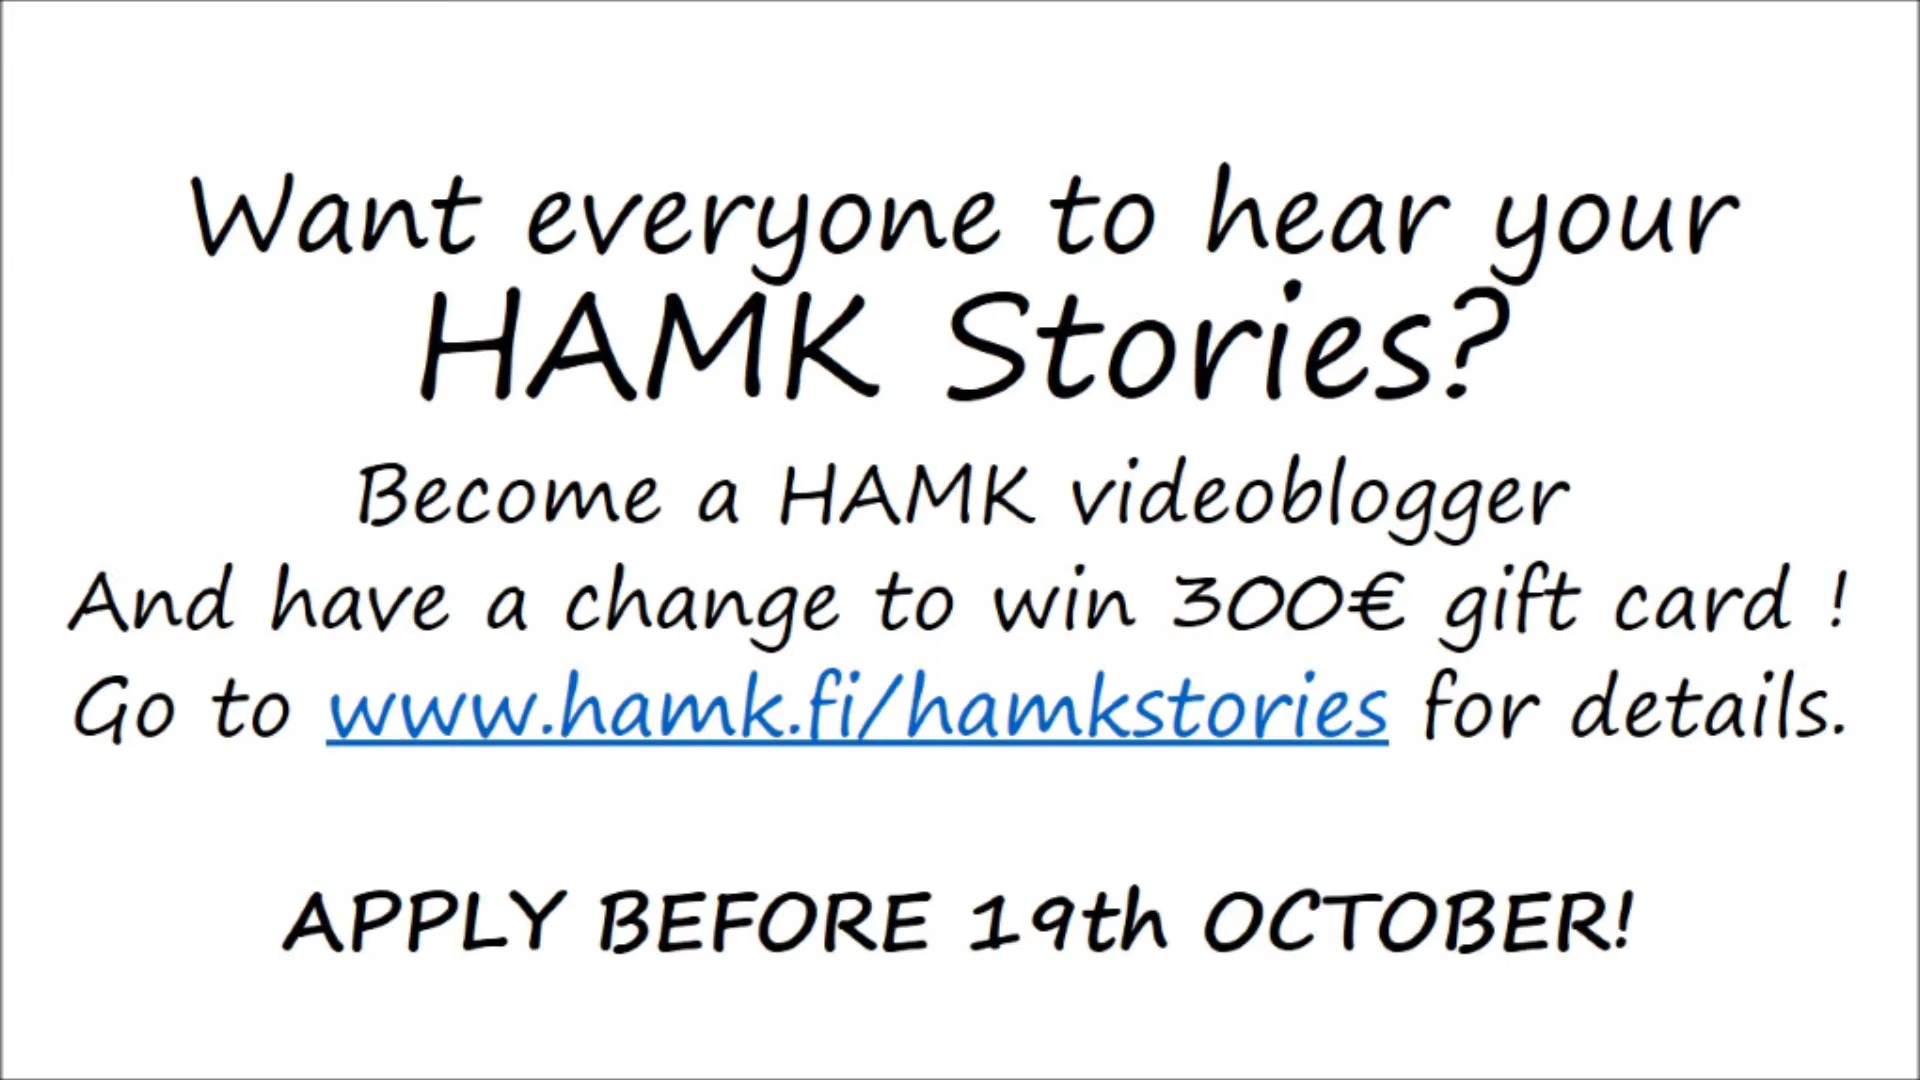 Want everyone to hear your
HAMK Stories?
Become a HAMK videoblogger
And have a change to win 300€ gift card !
Go to www.hamk.fi/hamkstories for details.
APPLY BEFORE 19th OCTOBER!